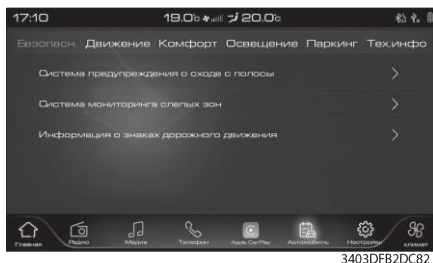 17:10 19.0°c 20.0°c
Безопасн. Движение Комфорт Освещение Паркинг Тех.инфо
Система предупреждения о сходе с полосы
Система мониторинга слепых зон
Информация о знаках дорожного движения
Главная Радио Медиа Телефон Apple CarPlay Автомобиль Настройки климат
3403DFB2DC82